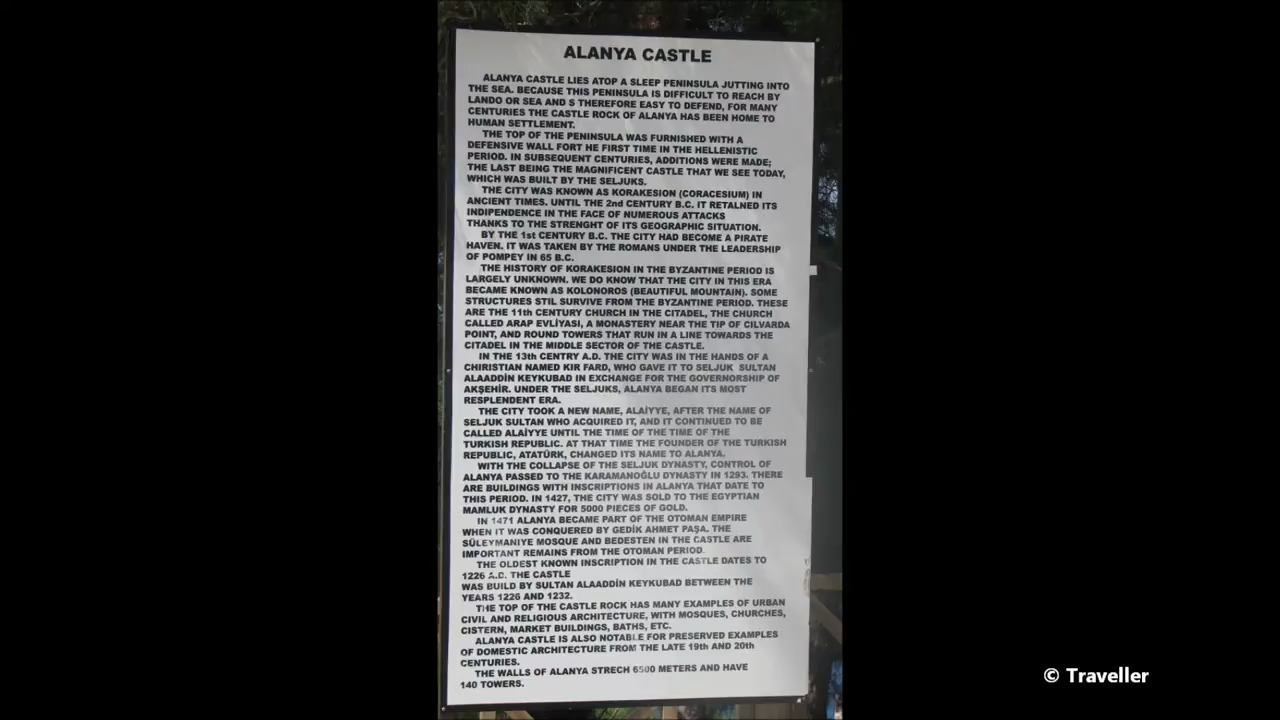 ALANYA CASTLE
ALANYA CASTLE LIES ATOP A SLEEP PENINSULA JUTTING INTO
THE SEA. BECAUSE THIS PENINSULA IS DIFFICULT TO REACH BY
LANDO OR SEA AND S THEREFORE EASY TO DEFEND, FOR MANY
CENTURIES THE CASTLE ROCK OF ALANYA HAS BEEN HOME TO
HUMAN SETTLEMENT.
THE TOP OF THE PENINSULA WAS FURNISHED WITH A
DEFENSIVE WALL FORT HE FIRST TIME IN THE HELLENISTIC
PERIOD. IN SUBSEQUENT CENTURIES, ADDITIONS WERE MADE;
THE LAST BEING THE MAGNIFICENT CASTLE THAT WE SEE TODAY,
WHICH WAS BUILT BY THE SELJUKS.
THE CITY WAS KNOWN AS KORAKESION (CORACESIUM) IN
ANCIENT TIMES. UNTIL THE 2nd CENTURY B.C. IT RETALNED ITS
INDIPENDENCE IN THE FACE OF NUMEROUS ATTACKS
THANKS TO THE STRENGHT OF ITS GEOGRAPHIC SITUATION.
BY THE 1st CENTURY B.C. THE CITY HAD BECOME A PIRATE
HAVEN. IT WAS TAKEN BY THE ROMANS UNDER THE LEADERSHIP
OF POMPEY IN 65 B.C.
THE HISTORY OF KORAKESION IN THE BYZANTINE PERIOD IS
LARGELY UNKNOWN. WE DO KNOW THAT THE CITY IN THIS ERA
BECAME KNOWN AS KOLONOROS (BEAUTIFUL MOUNTAIN). SOME
STRUCTURES STIL SURVIVE FROM THE BYZANTINE PERIOD. THESE
ARE THE 11th CENTURY CHURCH IN THE CITADEL, THE CHURCH
CALLED ARAP EVLİYASI, A MONASTERY NEAR THE TIP OF CILVARDA
POINT, AND ROUND TOWERS THAT RUN IN A LINE TOWARDS THE
CITADEL IN THE MIDDLE SECTOR OF THE CASTLE.
IN THE 13th CENTRY A.D. THE CITY WAS IN THE HANDS OF A
CHIRISTIAN NAMED KIR FARD, WHO GAVE IT TO SELJUK SULTAN
ALAADDİN KEYKUBAD IN EXCHANGE FOR THE GOVERNORSHIP OF
AKŞEHİR. UNDER THE SELJUKS, ALANYA BEGAN ITS MOST
RESPLENDENT ERA.
THE CITY TOOK A NEW NAME, ALAİYYE, AFTER THE NAME OF
SELJUK SULTAN WHO ACQUIRED IT, AND IT CONTINUED TO BE
CALLED ALAİYYE UNTIL THE TIME OF THE TIME OF THE
TURKISH REPUBLIC. AT THAT TIME THE FOUNDER OF THE TURKISH
REPUBLIC, ATATÜRK, CHANGED ITS NAME TO ALANYA.
WITH THE COLLAPSE OF THE SELJUK DYNASTY, CONTROL OF
ALANYA PASSED TO THE KARAMANOĞLU DYNASTY IN 1293. THERE
ARE BUILDINGS WITH INSCRIPTIONS IN ALANYA THAT DATE TO
THIS PERIOD. IN 1427, THE CITY WAS SOLD TO THE EGYPTIAN
MAMLUK DYNASTY FOR 5000 PIECES OF GOLD.
IN 1471 ALANYA BECAME PART OF THE OTOMAN EMPIRE
WHEN IT WAS CONQUERED BY GEDİK AHMET PAŞA. THE
SÜLEYMANIYE MOSQUE AND BEDESTEN IN THE CASTLE ARE
IMPORTANT REMAINS FROM THE OTOMAN PERIOD.
THE OLDEST KNOWN INSCRIPTION IN THE CASTLE DATES TO
1226 A.D. THE CASTLE
WAS BUILD BY SULTAN ALAADDİN KEYKUBAD BETWEEN THE
YEARS 1226 AND 1232.
THE TOP OF THE CASTLE ROCK HAS MANY EXAMPLES OF URBAN
CIVIL AND RELIGIOUS ARCHITECTURE, WITH MOSQUES, CHURCHES,
CISTERN, MARKET BUILDINGS, BATHS, ETC.
ALANYA CASTLE IS ALSO NOTABLE FOR PRESERVED EXAMPLES
OF DOMESTIC ARCHITECTURE FROM THE LATE 19th AND 20th
CENTURIES.
THE WALLS OF ALANYA STRECH 6500 METERS AND HAVE
140 TOWERS.
© Traveller